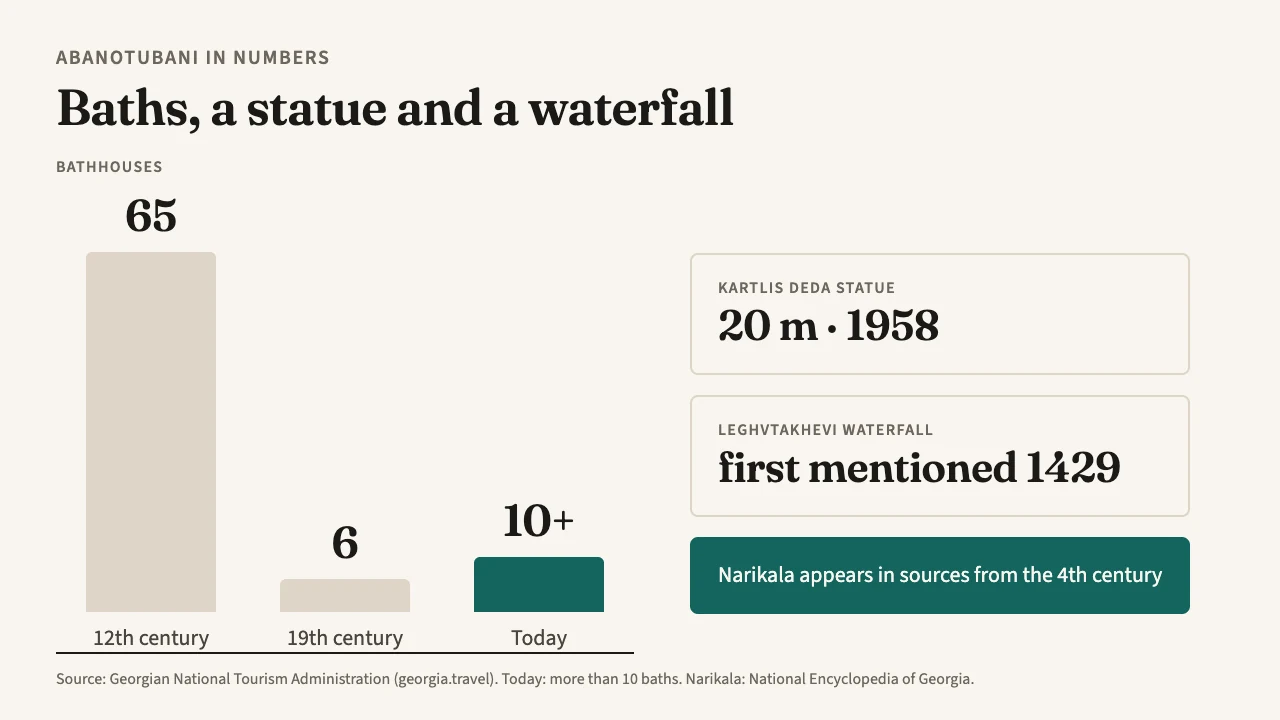 ABANOTUBANI IN NUMBERS
Baths, a statue and a waterfall
BATHHOUSES
65
6
10+
12th century
19th century
Today
KARTLIS DEDA STATUE
20 m · 1958
LEGHVTAKHEVI WATERFALL
first mentioned 1429
Narikala appears in sources from the 4th century
Source: Georgian National Tourism Administration (georgia.travel). Today: more than 10 baths. Narikala: National Encyclopedia of Georgia.